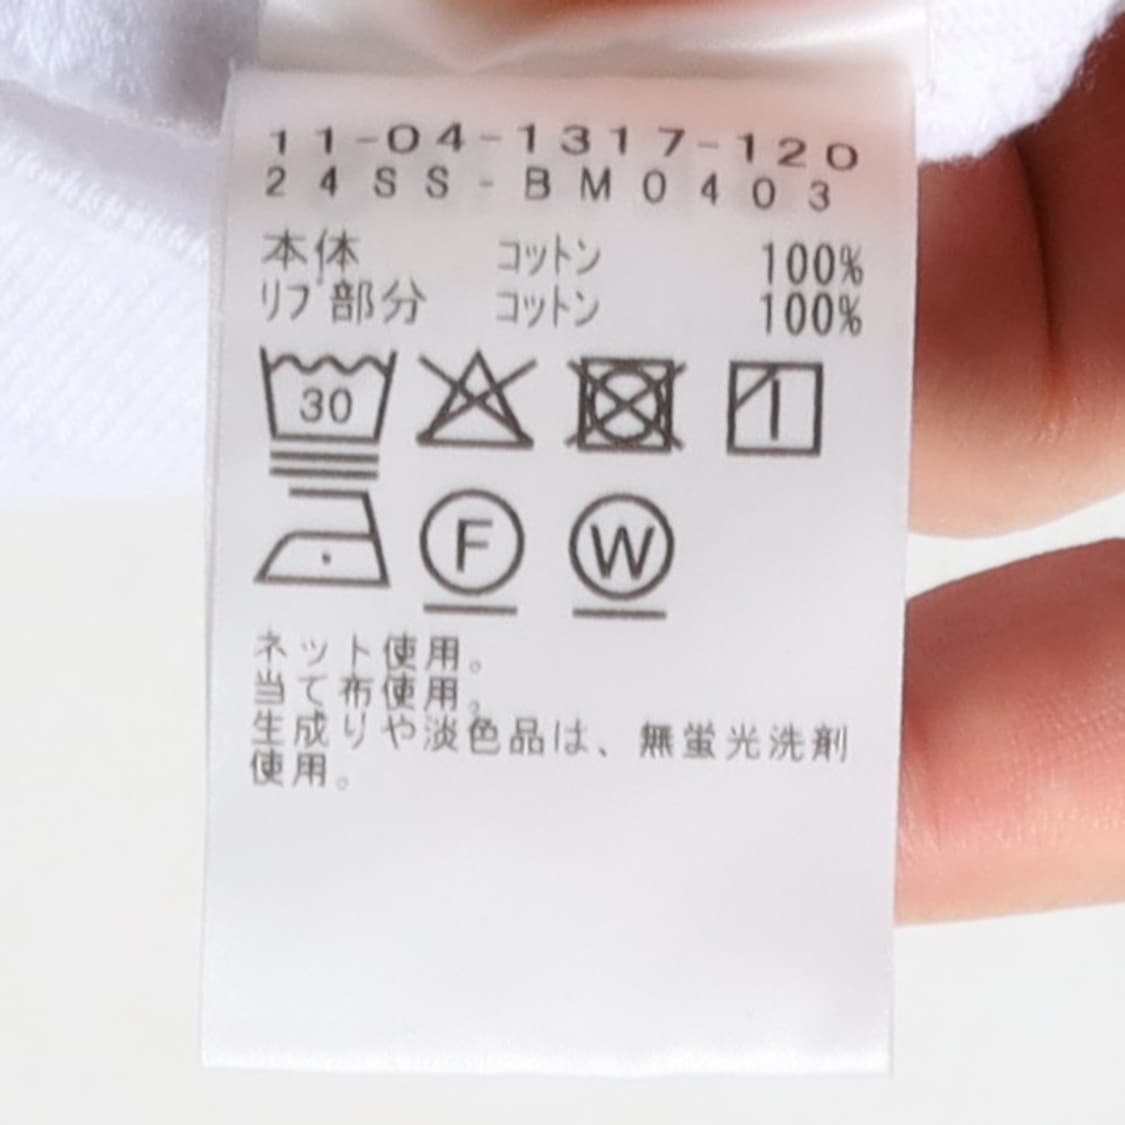 11-04-1317-120
24SS-BM0403
本体 コットン 100%
リブ部分 コットン 100%
30
F W
ネット使用。
当て布使用。
生成りや淡色品は、無蛍光洗剤
使用。